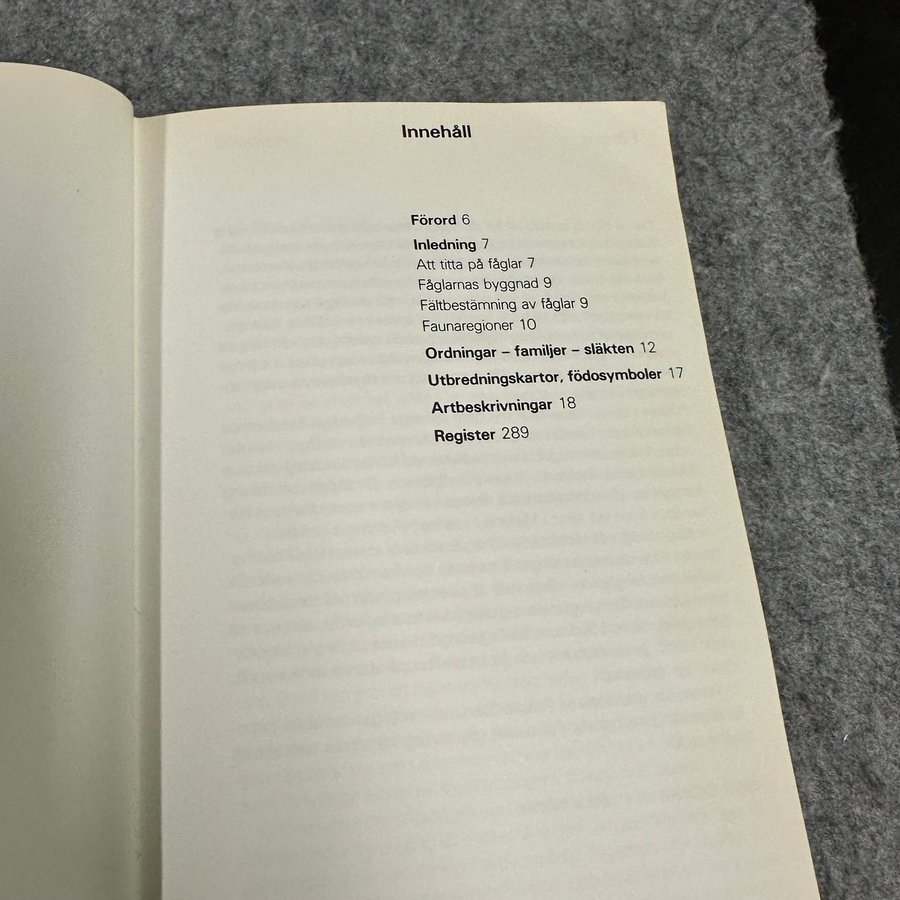 Innehåll
Förord 6
Inledning 7
Att titta på fåglar 7
Fåglarnas byggnad 9
Fältbestämning av fåglar 9
Faunaregioner 10
Ordningar – familjer – släkten 12
Utbredningskartor, födosymboler 17
Artbeskrivningar 18
Register 289